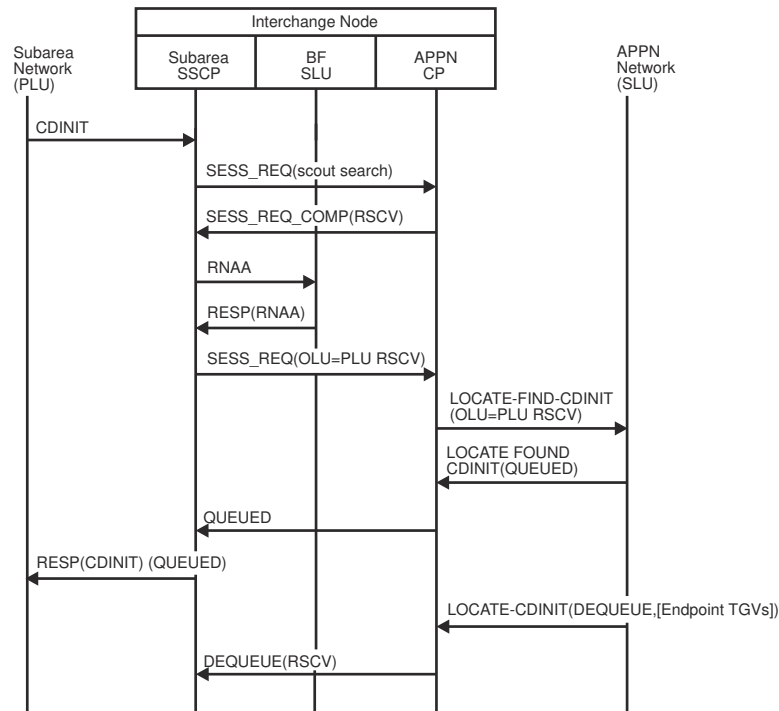 Interchange Node
Subarea
Network
(PLU)
Subarea
SSCP
BF
SLU
APPN
CP
APPN
Network
(SLU)
CDINIT
SESS_REQ(scout search)
SESS_REQ_COMP(RSCV)
RNAA
RESP(RNAA)
SESS_REQ(OLU=PLU RSCV)
LOCATE-FIND-CDINIT
(OLU=PLU RSCV)
LOCATE FOUND
CDINIT(QUEUED)
QUEUED
RESP(CDINIT) (QUEUED)
LOCATE-CDINIT(DEQUEUE,[Endpoint TGVs])
DEQUEUE(RSCV)